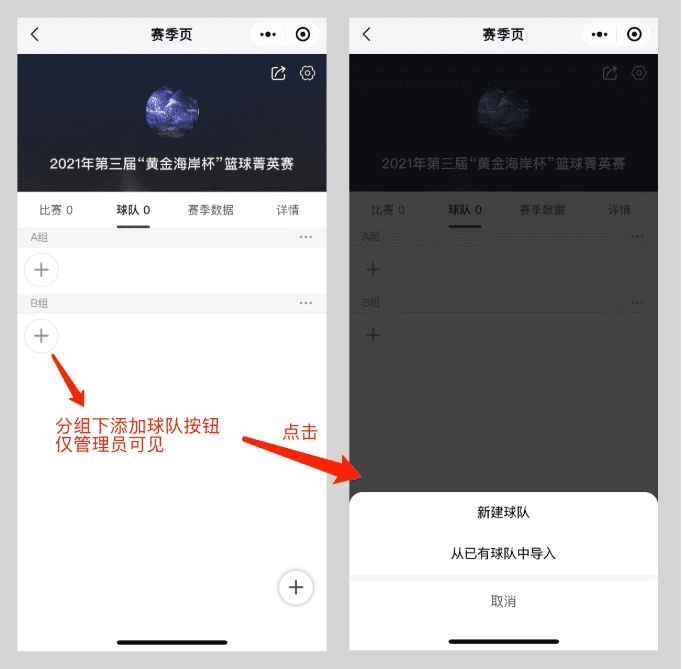 赛季页
2021年第三届“黄金海岸杯”篮球菁英赛
比赛 0 球队 0 赛季数据 详情
A组
B组
分组下添加球队按钮
仅管理员可见
点击
赛季页
2021年第三届“黄金海岸杯”篮球菁英赛
比赛 0 球队 0 赛季数据 详情
A组
B组
新建球队
从已有球队中导入
取消